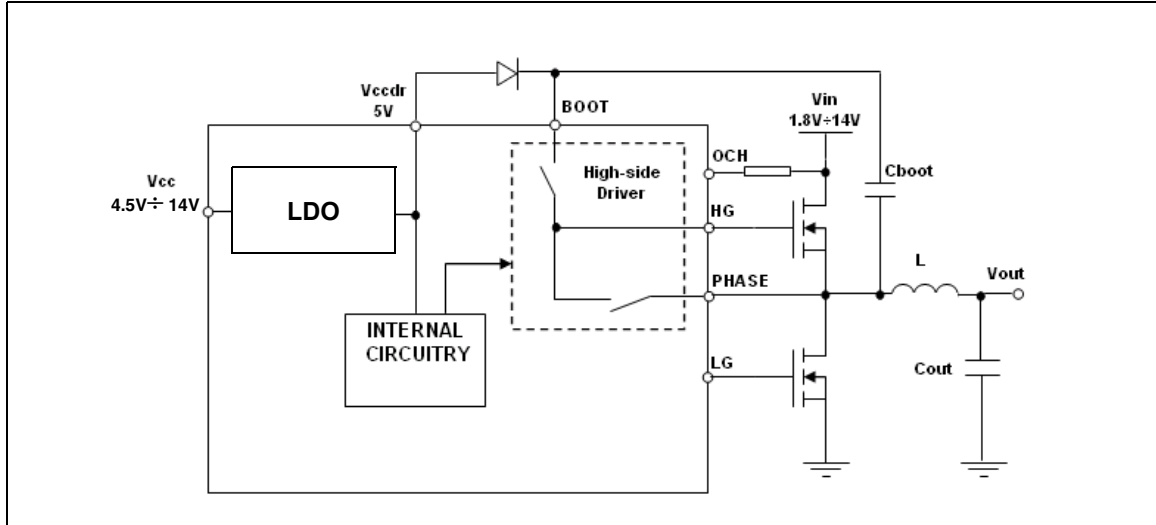 Vccdr
5V
BOOT
Vin
1.8V÷14V
OCH
High-side
Driver
Cboot
Vcc
4.5V÷ 14V
LDO
HG
L
Vout
PHASE
INTERNAL
CIRCUITRY
LG
Cout